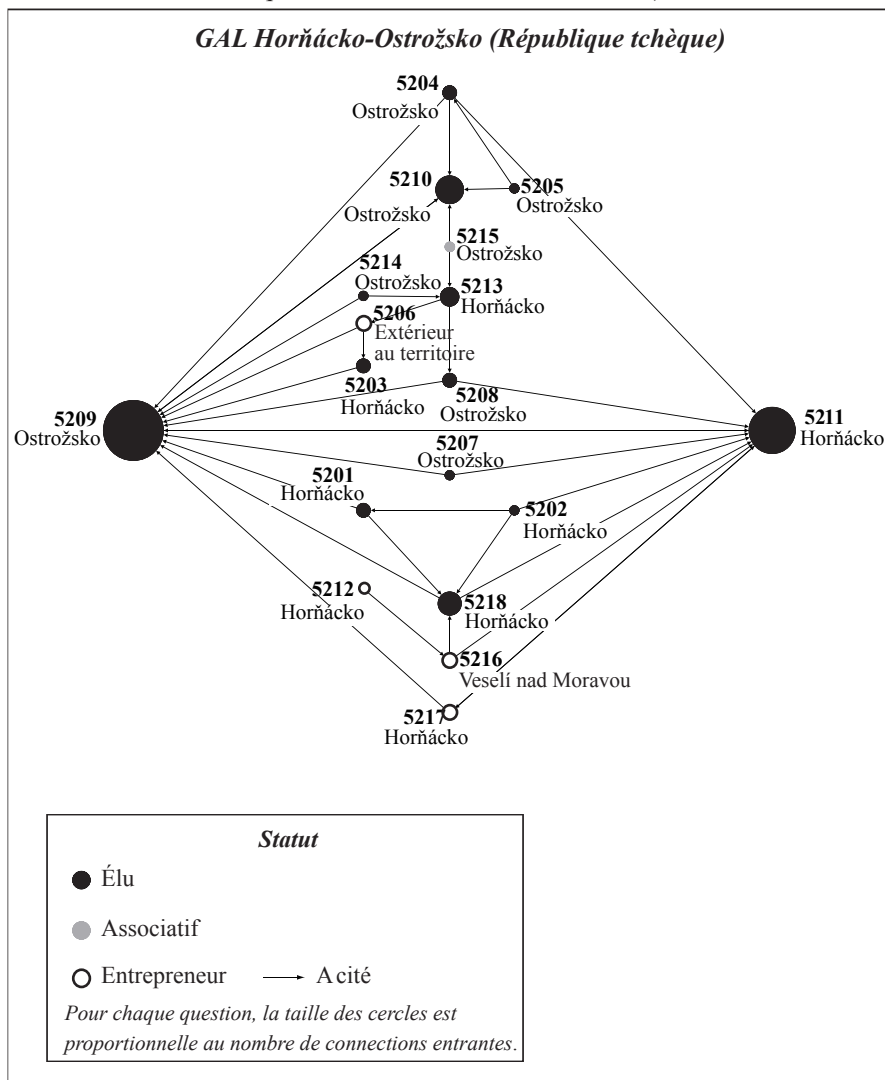 GAL Horňácko-Ostrožsko (République tchèque)
5204
Ostrožsko
5210
Ostrožsko
5205
Ostrožsko
5215
Ostrožsko
5214
Ostrožsko
5213
Horňácko
5206
Extérieur
au territoire
5203
Horňácko
5208
Ostrožsko
5209
Ostrožsko
5211
Horňácko
5207
Ostrožsko
5201
Horňácko
5202
Horňácko
5212
Horňácko
5218
Horňácko
5216
Veselí nad Moravou
5217
Horňácko
Statut
Élu
Associatif
Entrepreneur
A cité
Pour chaque question, la taille des cercles est
proportionnelle au nombre de connections entrantes.